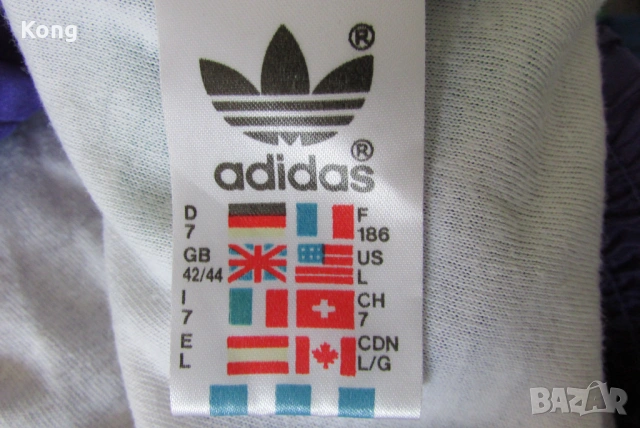 Kong
®
adidas®
D
7
F
186
GB
42/44
US
L
I
7
CH
7
E
L
CDN
L/G
BAZAR